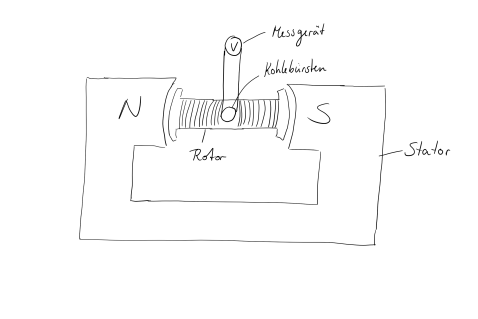 V
Messgerät
Kohlebürsten
N
S
Rotor
Stator